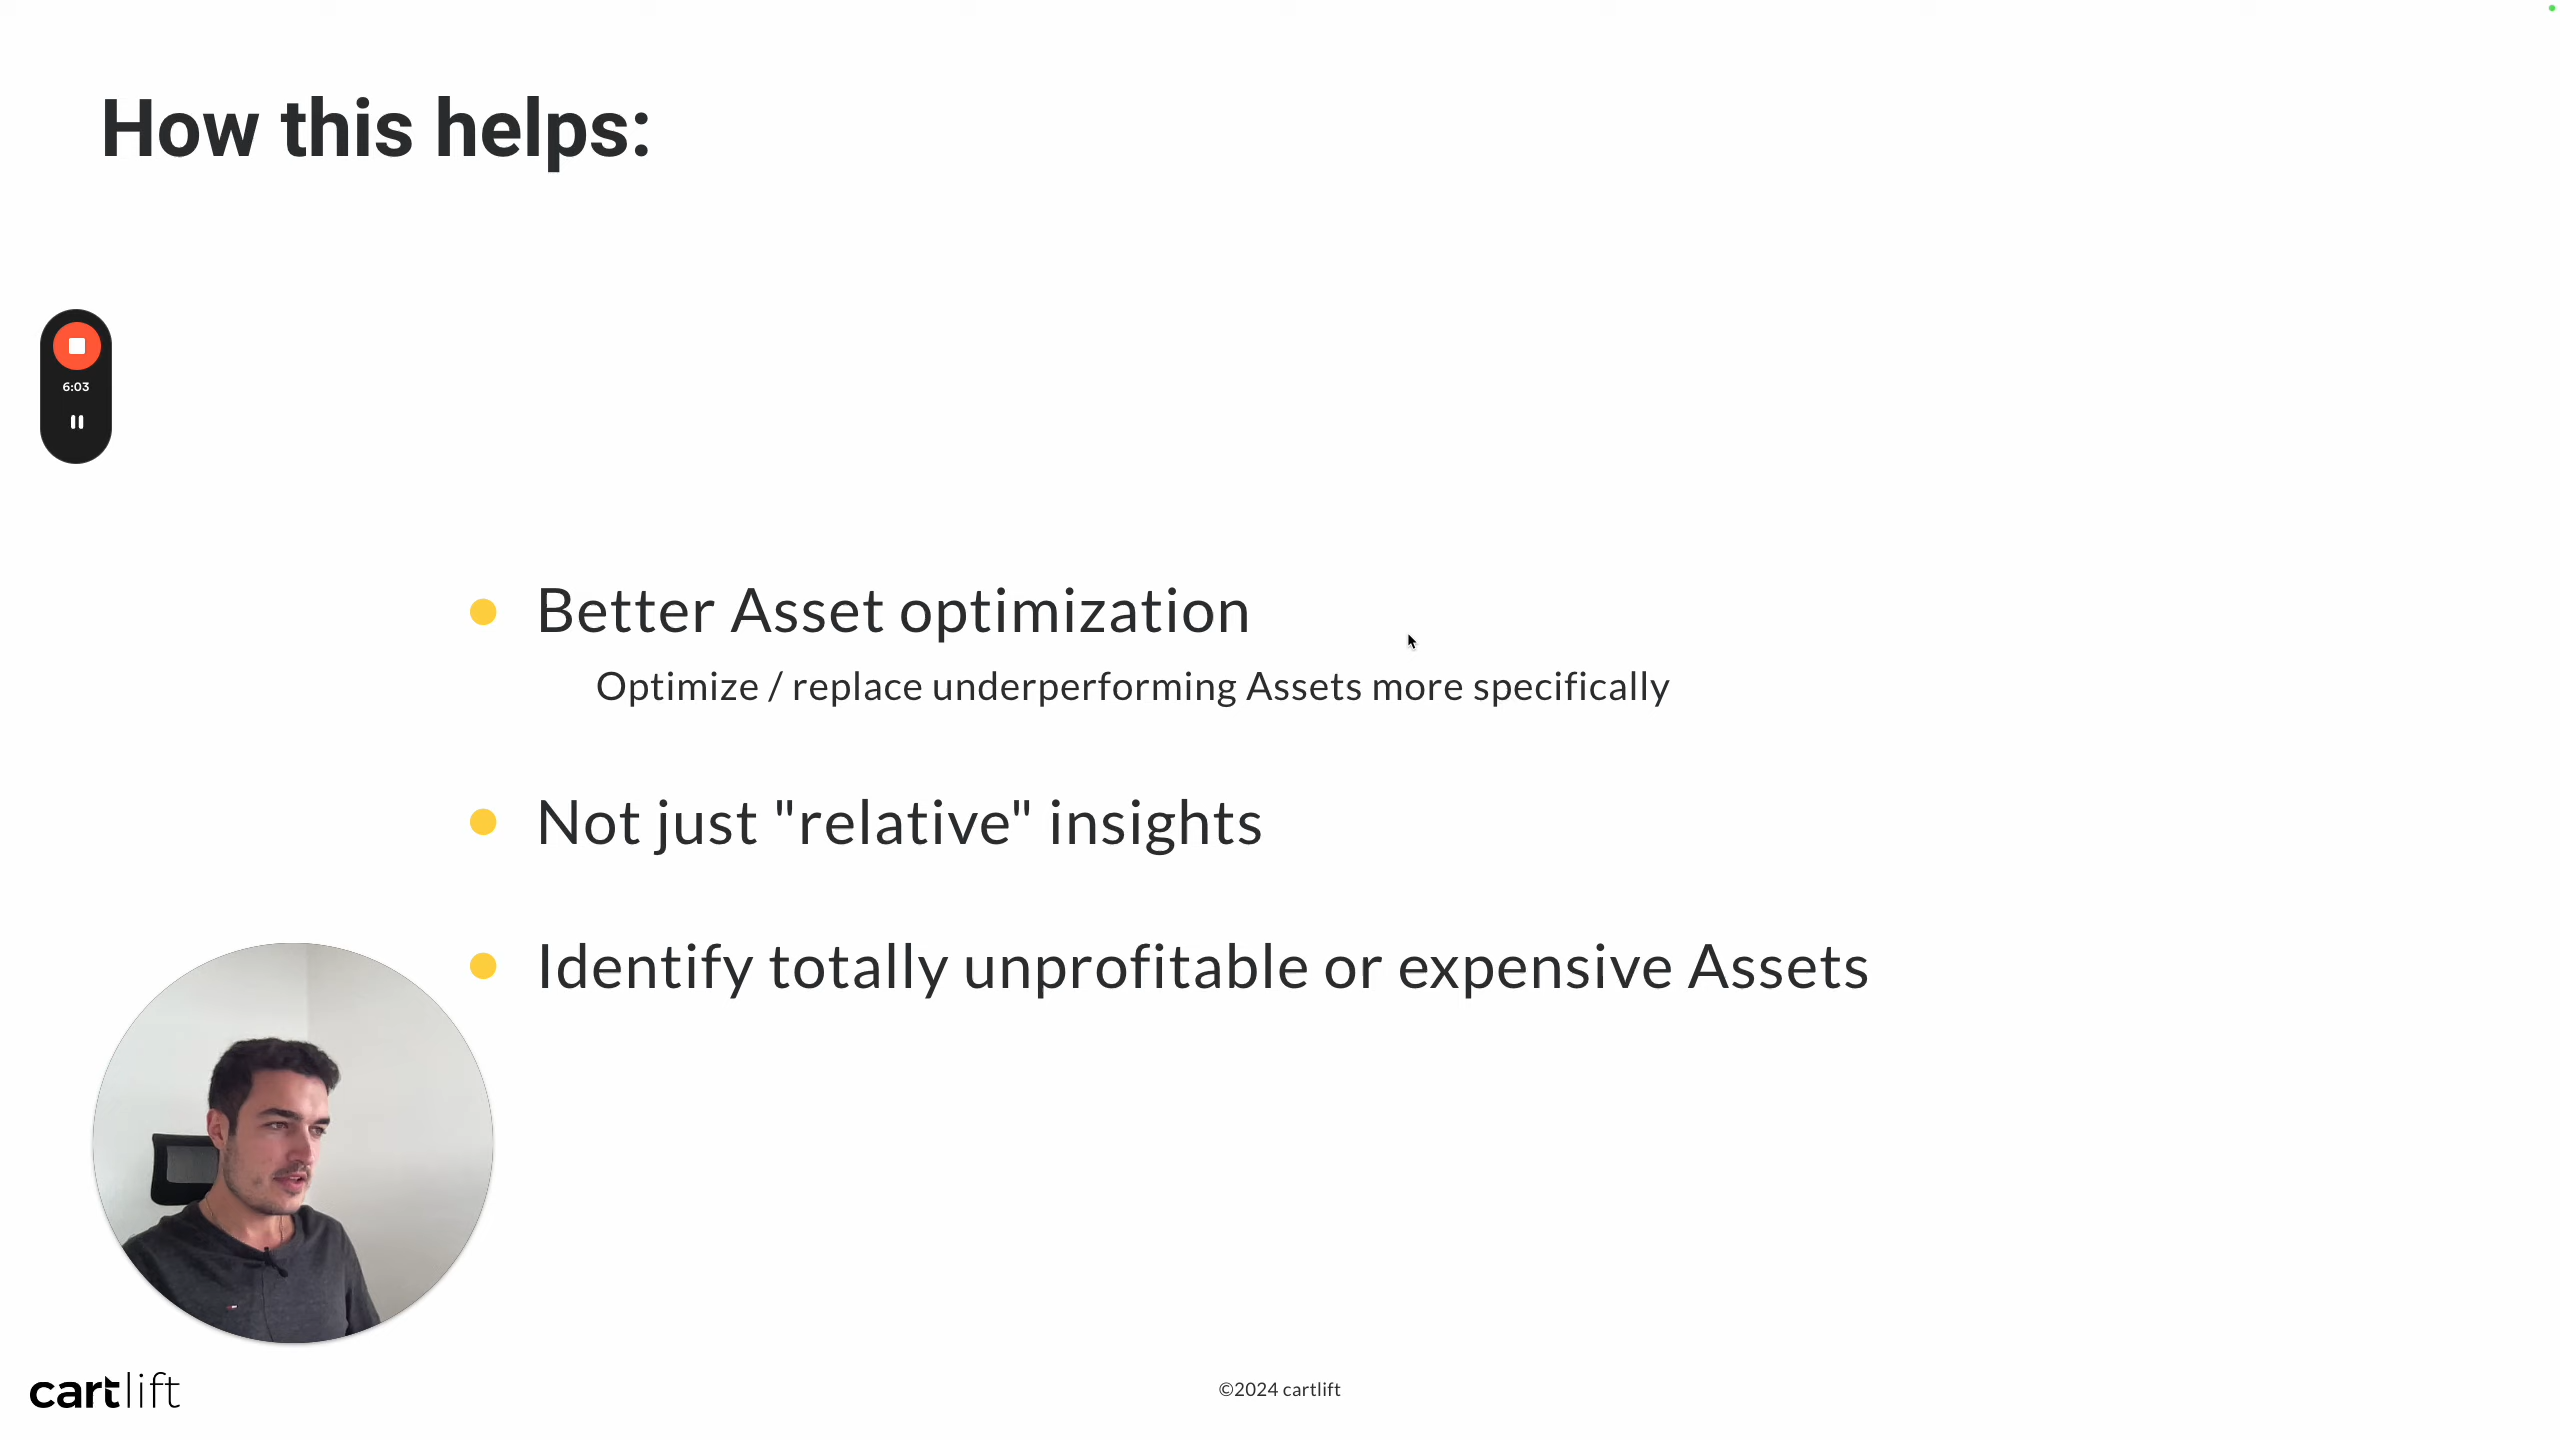 How this helps:
6:03
Better Asset optimization
Optimize / replace underperforming Assets more specifically
Not just "relative" insights
Identify totally unprofitable or expensive Assets
cartlift
©2024 cartlift